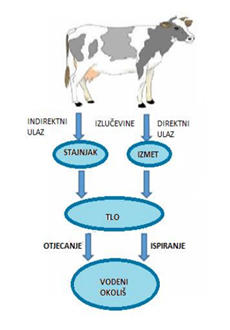 INDIREKTNI
ULAZ
IZLUČEVINE
DIREKTNI
ULAZ
STAJNJAK
IZMET
TLO
OTJECANJE
ISPIRANJE
VODENI
OKOLIŠ